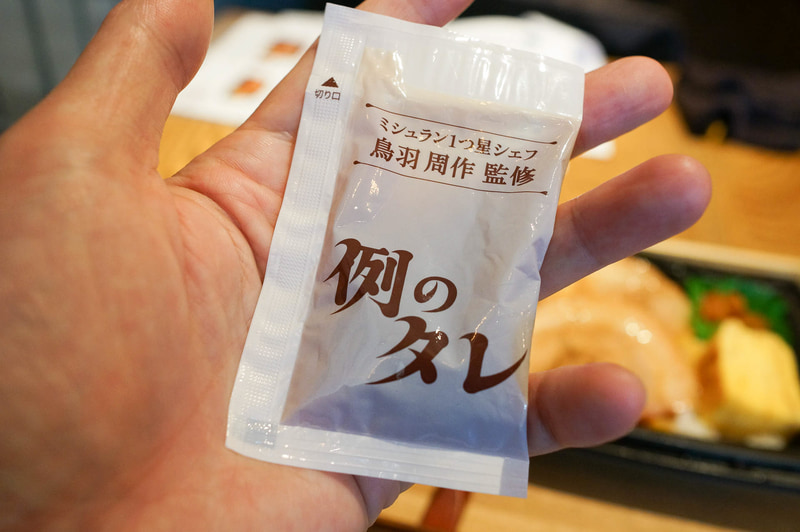 切り口
ミシュラン1つ星シェフ
鳥羽 周作 監修
例の
タレ